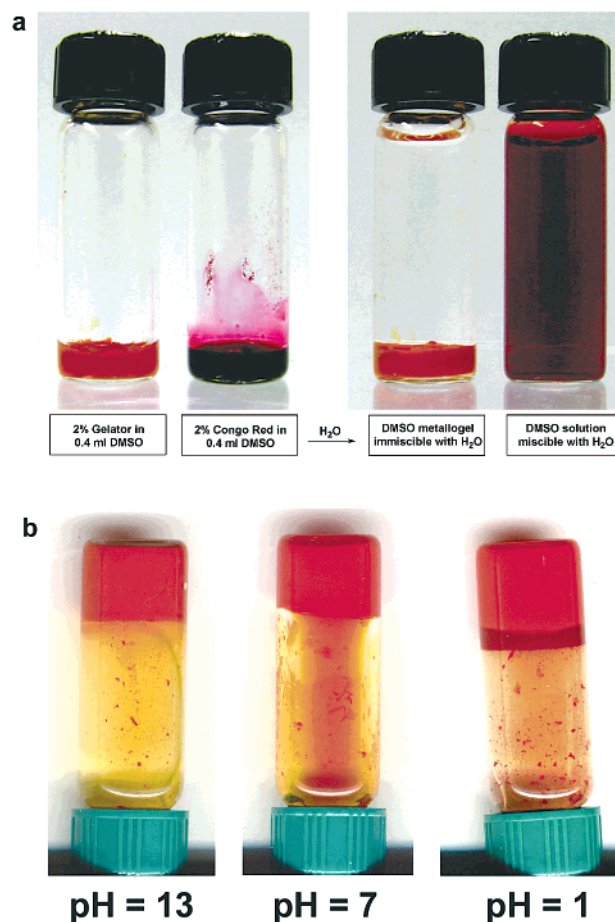 a
2% Gelator in
0.4 ml DMSO
2% Congo Red in
0.4 ml DMSO
H₂O
DMSO metallogel
immiscible with H₂O
DMSO solution
miscible with H₂O
b
pH = 13
pH = 7
pH = 1